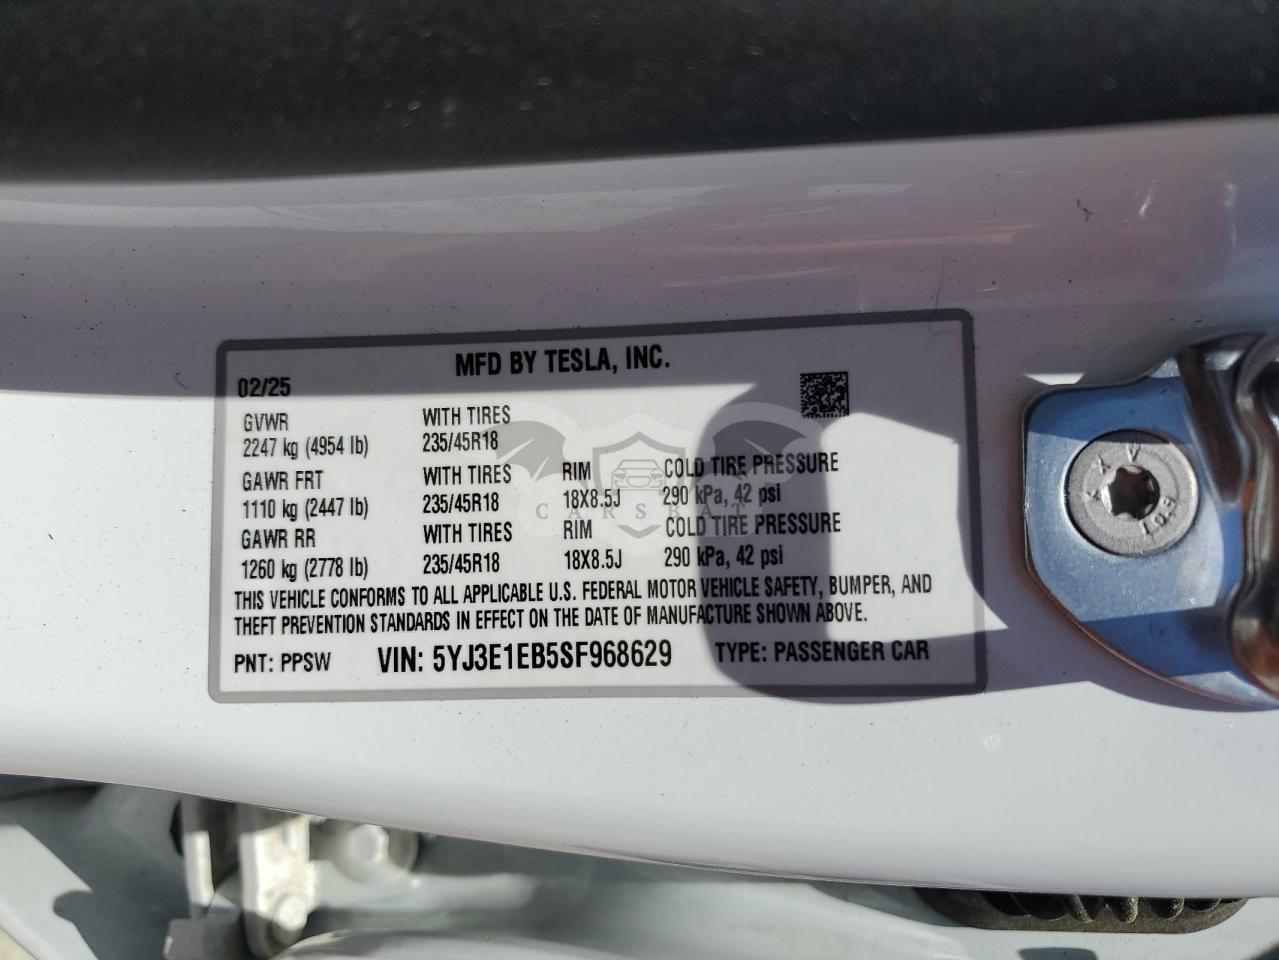 MFD BY TESLA, INC.
02/25
GVWR WITH TIRES
2247 kg (4954 lb) 235/45R18
GAWR FRT WITH TIRES RIM COLD TIRE PRESSURE
1110 kg (2447 lb) 235/45R18 18X8.5J 290 kPa, 42 psi
GAWR RR WITH TIRES RIM COLD TIRE PRESSURE
1260 kg (2778 lb) 235/45R18 18X8.5J 290 kPa, 42 psi
THIS VEHICLE CONFORMS TO ALL APPLICABLE U.S. FEDERAL MOTOR VEHICLE SAFETY, BUMPER, AND
THEFT PREVENTION STANDARDS IN EFFECT ON THE DATE OF MANUFACTURE SHOWN ABOVE.
PNT: PPSW VIN: 5YJ3E1EB5SF968629 TYPE: PASSENGER CAR
CARSBAT